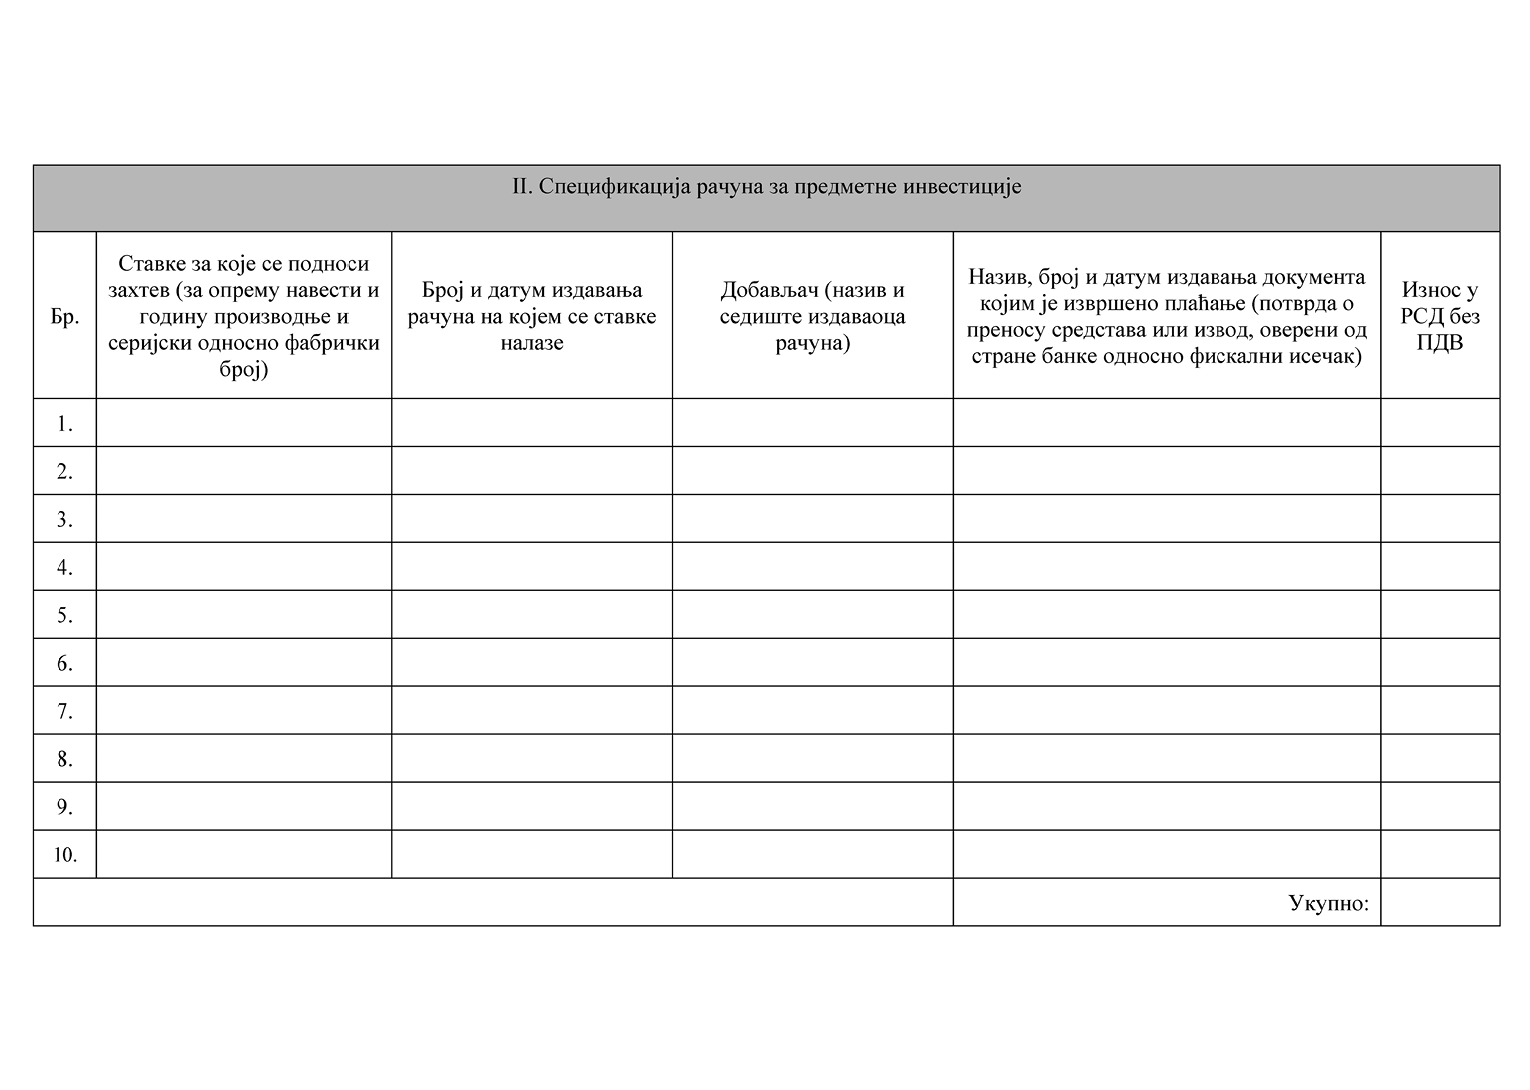 II. Спецификација рачуна за предметне инвестиције
Бр.
Ставке за које се подноси
захтев (за опрему навести и
годину производње и
серијски односно фабрички
број)
Број и датум издавања
рачуна на којем се ставке
налазе
Добављач (назив и
седиште издаваоца
рачуна)
Назив, број и датум издавања документа
којим је извршено плаћање (потврда о
преносу средстава или извод, оверени од
стране банке односно фискални исечак)
Износ у
РСД без
ПДВ
1.
2.
3.
4.
5.
6.
7.
8.
9.
10.
Укупно: